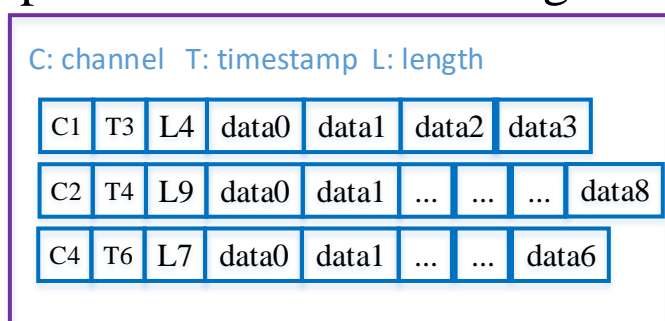 C: channel T: timestamp L: length
C1 T3 L4 data0 data1 data2 data3
C2 T4 L9 data0 data1 ... ... ... data8
C4 T6 L7 data0 data1 ... ... data6